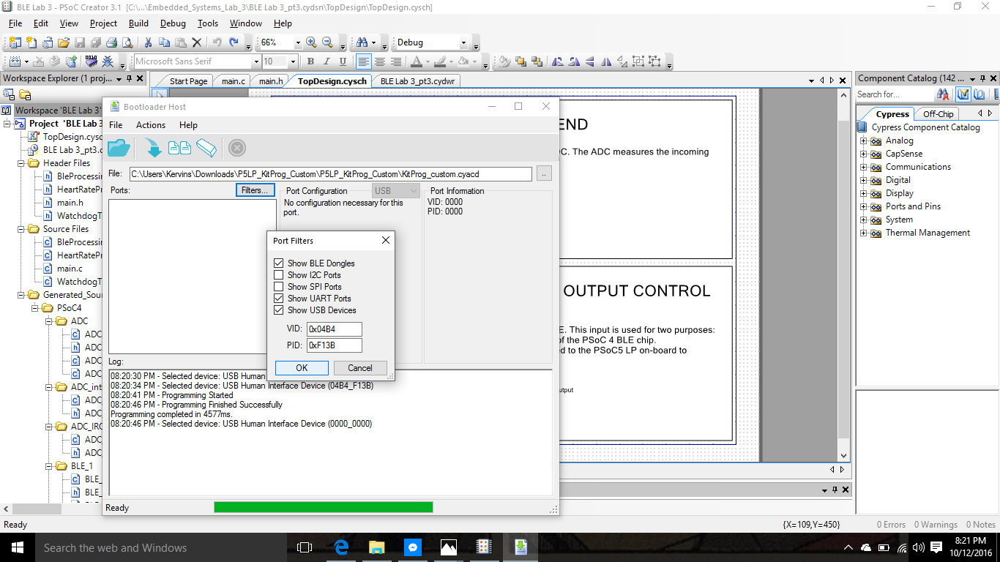 BLE Lab 3 - PSoC Creator 3.1 [C:\...\Embedded_Systems_Lab_3\BLE Lab 3_pt3.cydsn\TopDesign\TopDesign.cysch]
File Edit View Project Build Debug Tools Window Help
66% Debug
Microsoft Sans Serif 10 B I U
Workspace Explorer (1 proj...
Start Page main.c main.h TopDesign.cysch BLE Lab 3_pt3.cydwr
Workspace 'BLE Lab 3'
Project 'BLE Lab 3
TopDesign.cysc
BLE Lab 3_pt3.c
Header Files
BleProcessin
HeartRatePr
main.h
WatchdogT
Source Files
BleProcessin
HeartRatePr
main.c
WatchdogT
Generated_Sour
PSoC4
ADC
ADC
ADC
ADC
ADC
ADC_int
ADC
ADC
ADC_IRQ
ADC
ADC
BLE_1
BLE_
BLE_
Bootloader Host
File Actions Help
File: C:\Users\Kervins\Downloads\P5LP_KitProg_Custom\P5LP_KitProg_Custom\KitProg_custom.cyacd ..
Ports: Filters...
Port Configuration USB
No configuration necessary for this
port.
Port Information
VID: 0000
PID: 0000
Port Filters
Show BLE Dongles
Show I2C Ports
Show SPI Ports
Show UART Ports
Show USB Devices
VID: 0x04B4
PID: 0xF13B
OK Cancel
Log:
08:20:30 PM - Selected device: USB Human
08:20:34 PM - Selected device: USB Human Interface Device (04B4_F13B)
08:20:41 PM - Programming Started
08:20:46 PM - Programming Finished Successfully
Programming completed in 4577ms.
08:20:46 PM - Selected device: USB Human Interface Device (0000_0000)
Ready
END
C. The ADC measures the incoming
OUTPUT CONTROL
E. This input is used for two purposes:
of the PSoC 4 BLE chip.
ed to the PSoC5 LP on-board to
utput
Component Catalog (142 ...
Search for...
Cypress Off-Chip
Cypress Component Catalog
Analog
CapSense
Communications
Digital
Display
Ports and Pins
System
Thermal Management
Ready {X=109,Y=450} 0 Errors 0 Warnings 0 Notes
Search the web and Windows
8:21 PM
10/12/2016